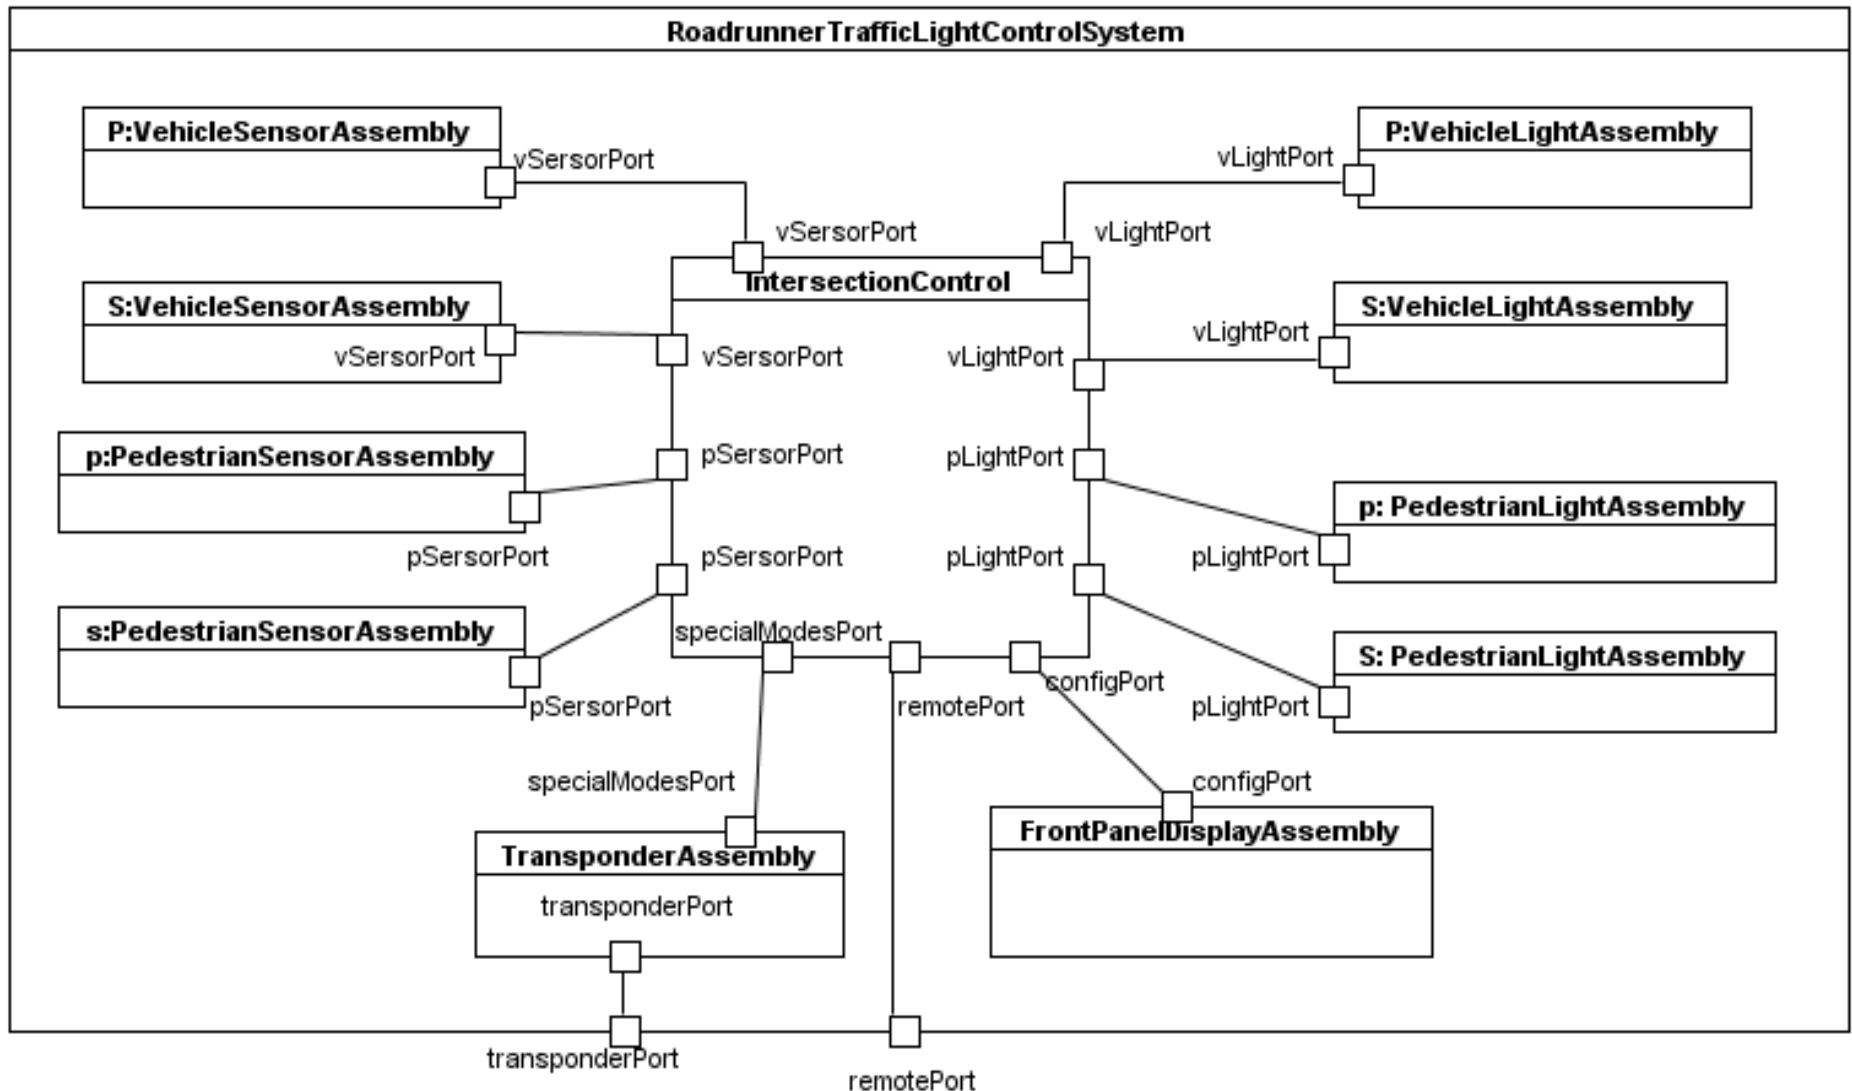 RoadrunnerTrafficLightControlSystem
P:VehicleSensorAssembly
P:VehicleLightAssembly
vSersorPort
vLightPort
vSersorPort
vLightPort
IntersectionControl
S:VehicleSensorAssembly
S:VehicleLightAssembly
vSersorPort
vSersorPort
vLightPort
vLightPort
p:PedestrianSensorAssembly
pSersorPort
pLightPort
p: PedestrianLightAssembly
pSersorPort
pSersorPort
pLightPort
pLightPort
s:PedestrianSensorAssembly
specialModesPort
S: PedestrianLightAssembly
pSersorPort
remotePort
configPort
pLightPort
specialModesPort
configPort
TransponderAssembly
FrontPanelDisplayAssembly
transponderPort
transponderPort
remotePort